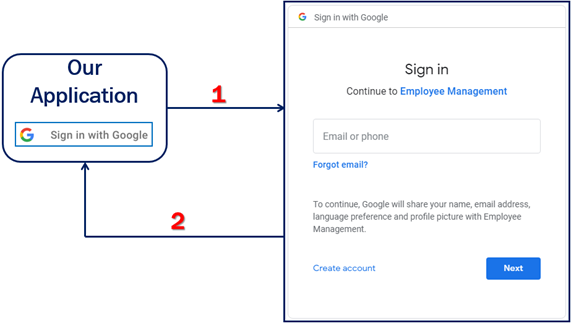 Our
Application
Sign in with Google
1
2
Sign in with Google
Sign in
Continue to Employee Management
Email or phone
Forgot email?
To continue, Google will share your name, email address,
language preference and profile picture with Employee
Management.
Create account
Next